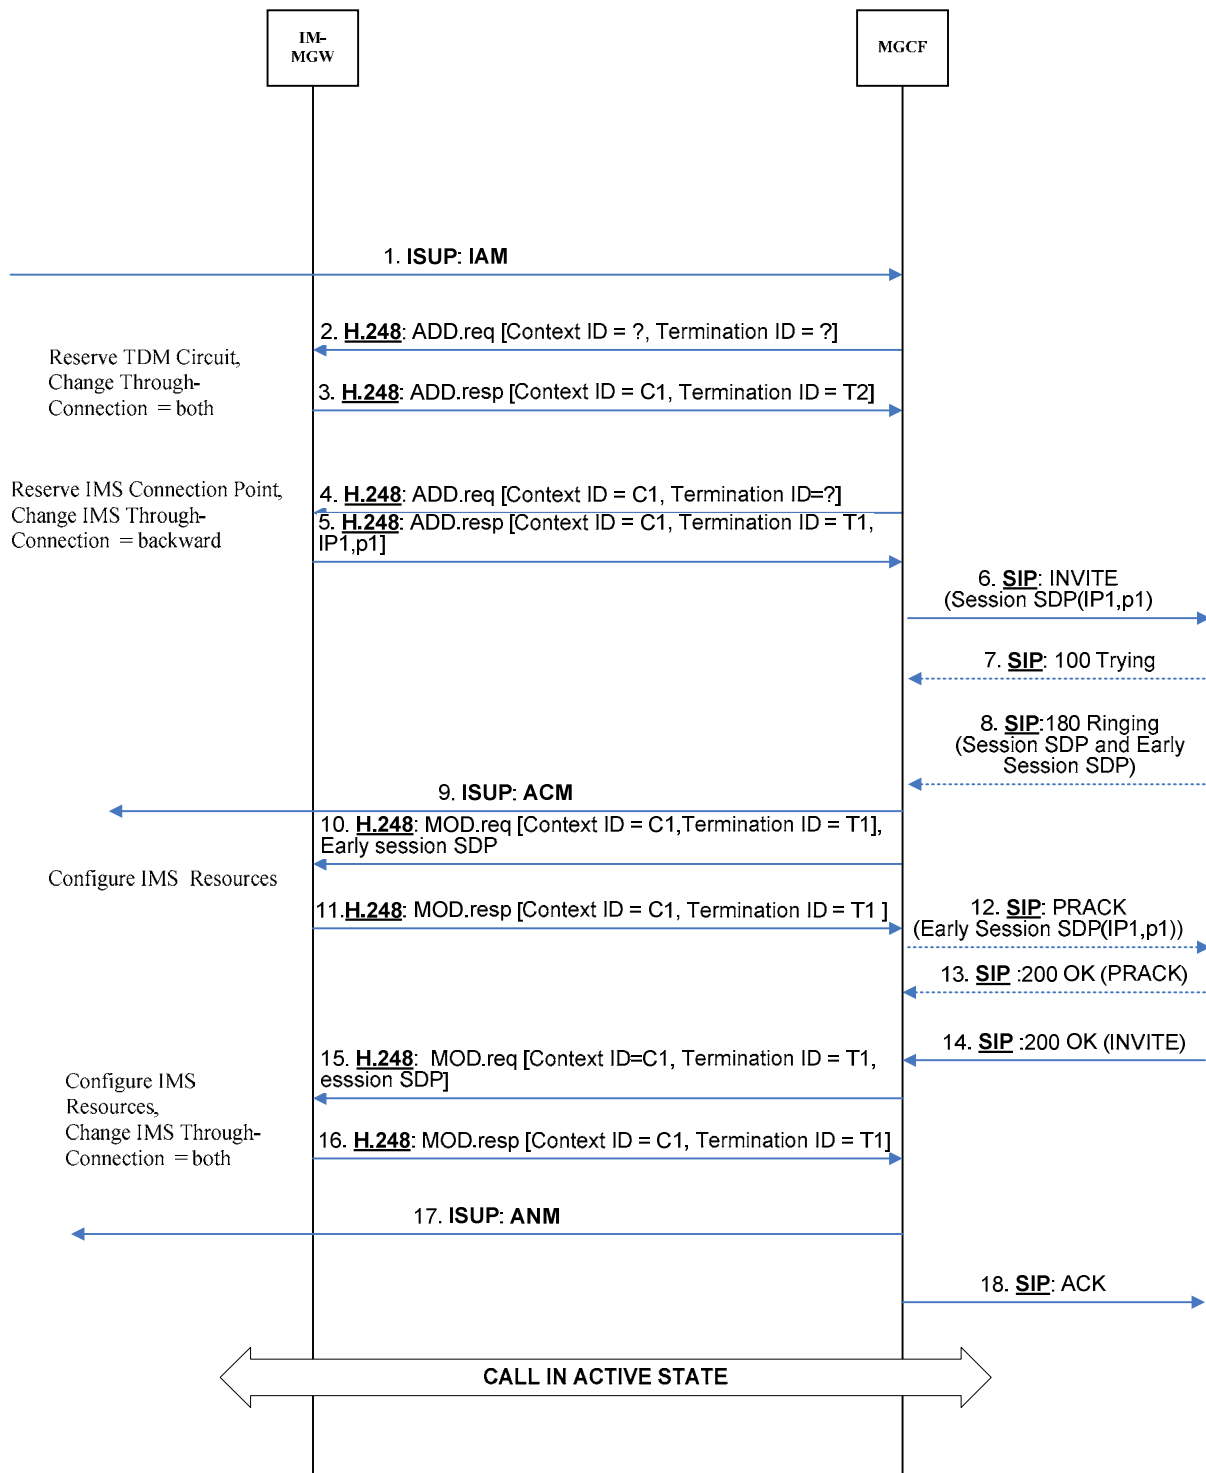 IM-
MGW
MGCF
1. ISUP: IAM
2. H.248: ADD.req [Context ID = ?, Termination ID = ?]
Reserve TDM Circuit,
Change Through-
Connection = both
3. H.248: ADD.resp [Context ID = C1, Termination ID = T2]
Reserve IMS Connection Point,
Change IMS Through-
Connection = backward
4. H.248: ADD.req [Context ID = C1, Termination ID=?]
5. H.248: ADD.resp [Context ID = C1, Termination ID = T1,
IP1,p1]
6. SIP: INVITE
(Session SDP(IP1,p1)
7. SIP: 100 Trying
8. SIP:180 Ringing
(Session SDP and Early
Session SDP)
9. ISUP: ACM
10. H.248: MOD.req [Context ID = C1,Termination ID = T1],
Early session SDP
Configure IMS Resources
11.H.248: MOD.resp [Context ID = C1, Termination ID = T1 ]
12. SIP: PRACK
(Early Session SDP(IP1,p1))
13. SIP :200 OK (PRACK)
14. SIP :200 OK (INVITE)
15. H.248: MOD.req [Context ID=C1, Termination ID = T1,
esssion SDP]
Configure IMS
Resources,
Change IMS Through-
Connection = both
16. H.248: MOD.resp [Context ID = C1, Termination ID = T1]
17. ISUP: ANM
18. SIP: ACK
CALL IN ACTIVE STATE